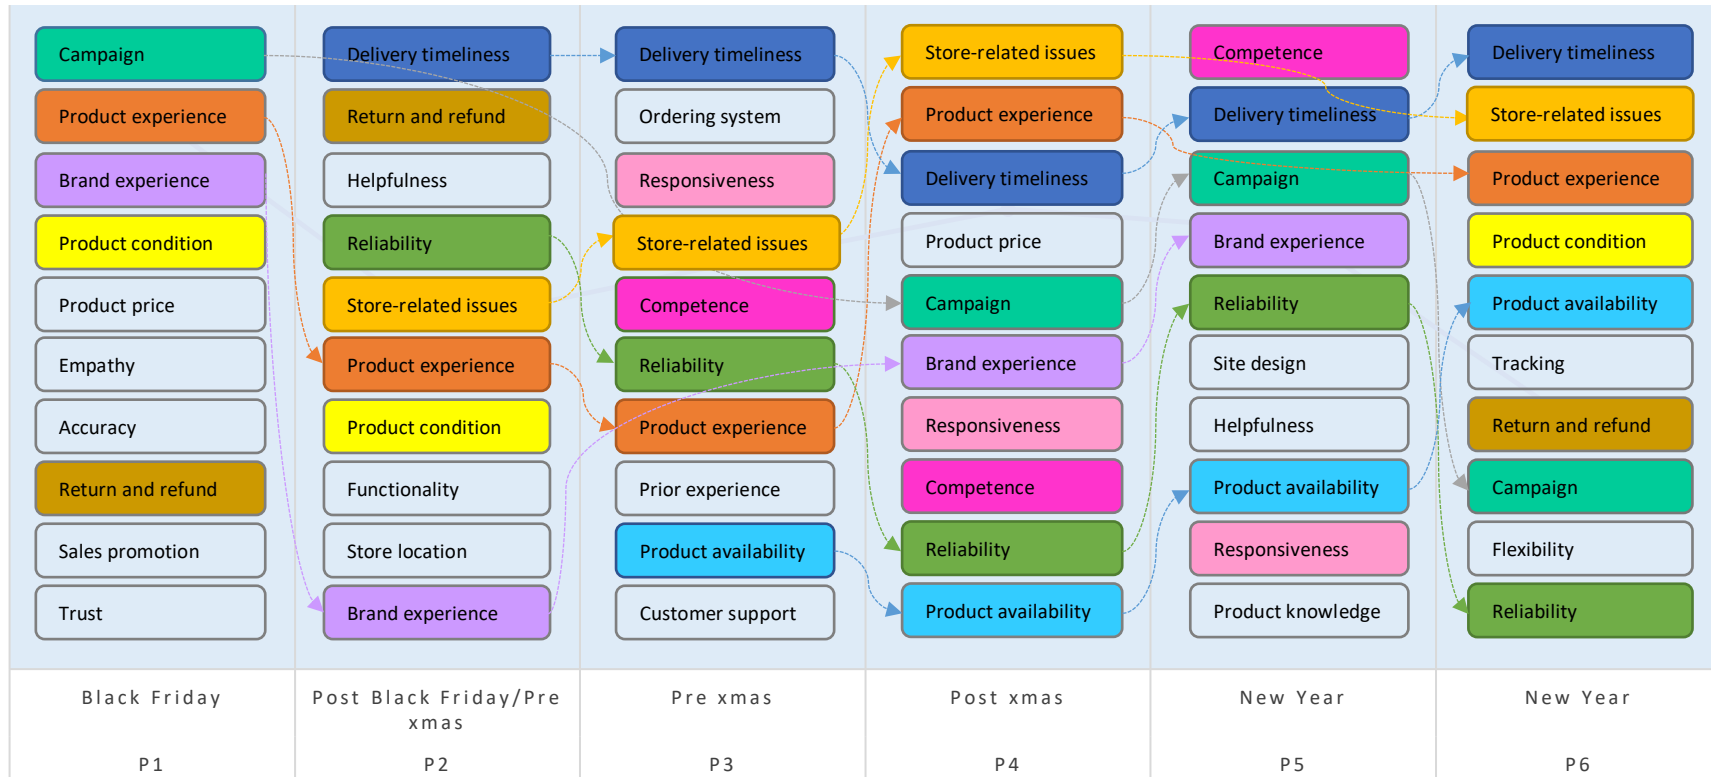 Campaign
Product experience
Brand experience
Product condition
Product price
Empathy
Accuracy
Return and refund
Sales promotion
Trust
Black Friday
P1
Delivery timeliness
Return and refund
Helpfulness
Reliability
Store-related issues
Product experience
Product condition
Functionality
Store location
Brand experience
Post Black Friday/Pre
xmas
P2
Delivery timeliness
Ordering system
Responsiveness
Store-related issues
Competence
Reliability
Product experience
Prior experience
Product availability
Customer support
Pre xmas
P3
Store-related issues
Product experience
Delivery timeliness
Product price
Campaign
Brand experience
Responsiveness
Competence
Reliability
Product availability
Post xmas
P4
Competence
Delivery timeliness
Campaign
Brand experience
Reliability
Site design
Helpfulness
Product availability
Responsiveness
Product knowledge
New Year
P5
Delivery timeliness
Store-related issues
Product experience
Product condition
Product availability
Tracking
Return and refund
Campaign
Flexibility
Reliability
New Year
P6